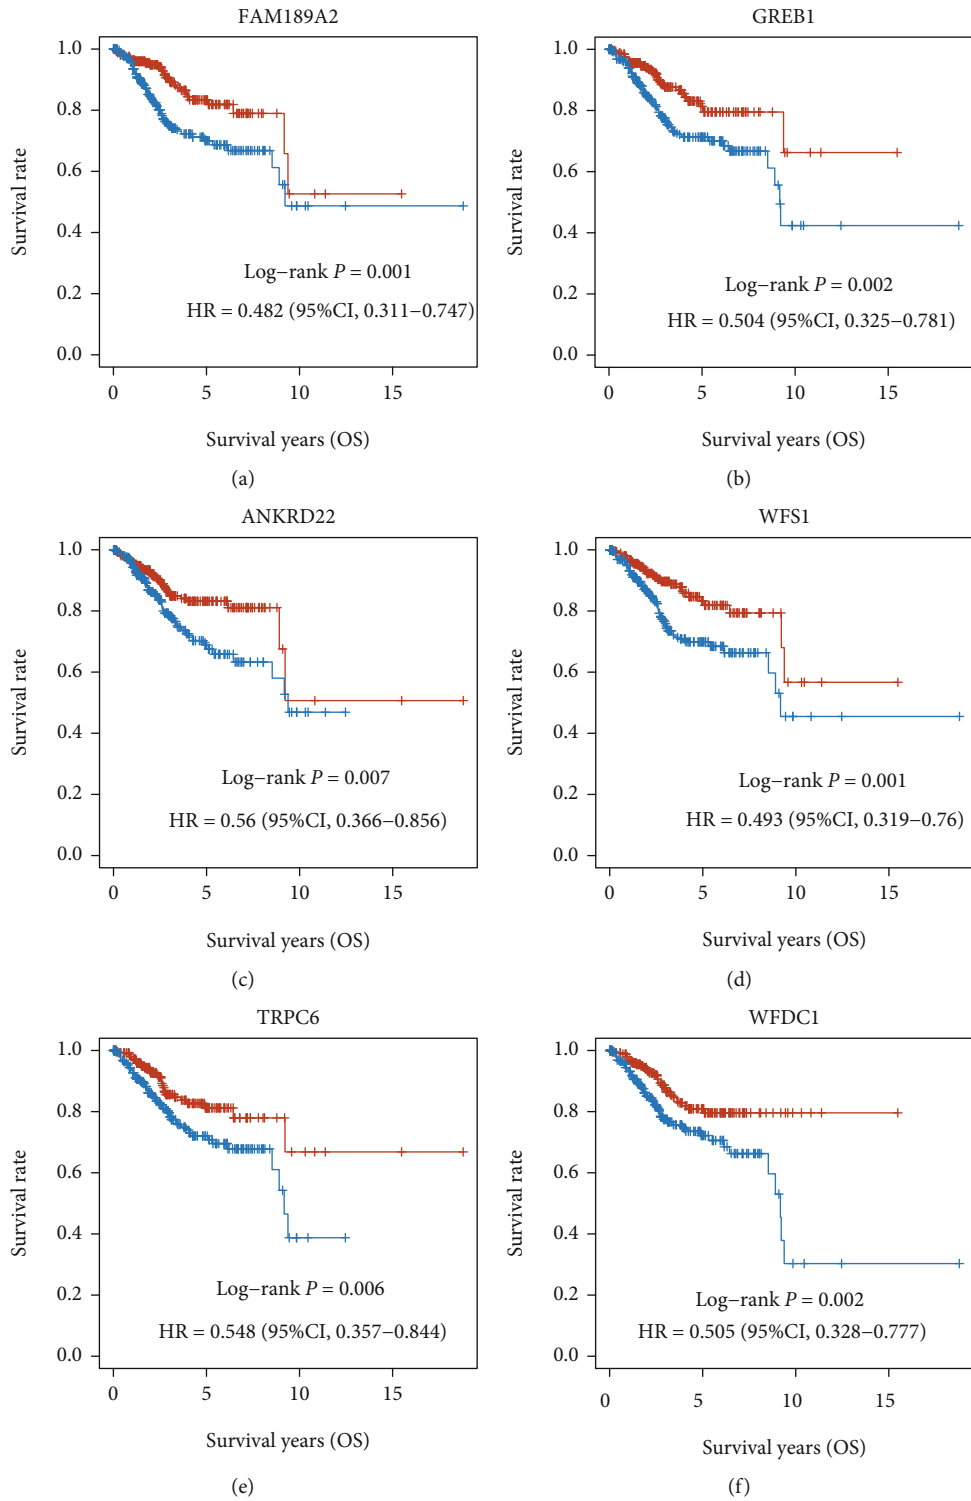 FAM189A2
1.0
0.8
0.6
0.4
0.2
0.0
Survival rate
Log−rank P = 0.001
HR = 0.482 (95%CI, 0.311−0.747)
0 5 10 15
Survival years (OS)
(a)
GREB1
1.0
0.8
0.6
0.4
0.2
0.0
Survival rate
Log−rank P = 0.002
HR = 0.504 (95%CI, 0.325−0.781)
0 5 10 15
Survival years (OS)
(b)
ANKRD22
1.0
0.8
0.6
0.4
0.2
0.0
Survival rate
Log−rank P = 0.007
HR = 0.56 (95%CI, 0.366−0.856)
0 5 10 15
Survival years (OS)
(c)
WFS1
1.0
0.8
0.6
0.4
0.2
0.0
Survival rate
Log−rank P = 0.001
HR = 0.493 (95%CI, 0.319−0.76)
0 5 10 15
Survival years (OS)
(d)
TRPC6
1.0
0.8
0.6
0.4
0.2
0.0
Survival rate
Log−rank P = 0.006
HR = 0.548 (95%CI, 0.357−0.844)
0 5 10 15
Survival years (OS)
(e)
WFDC1
1.0
0.8
0.6
0.4
0.2
0.0
Survival rate
Log−rank P = 0.002
HR = 0.505 (95%CI, 0.328−0.777)
0 5 10 15
Survival years (OS)
(f)